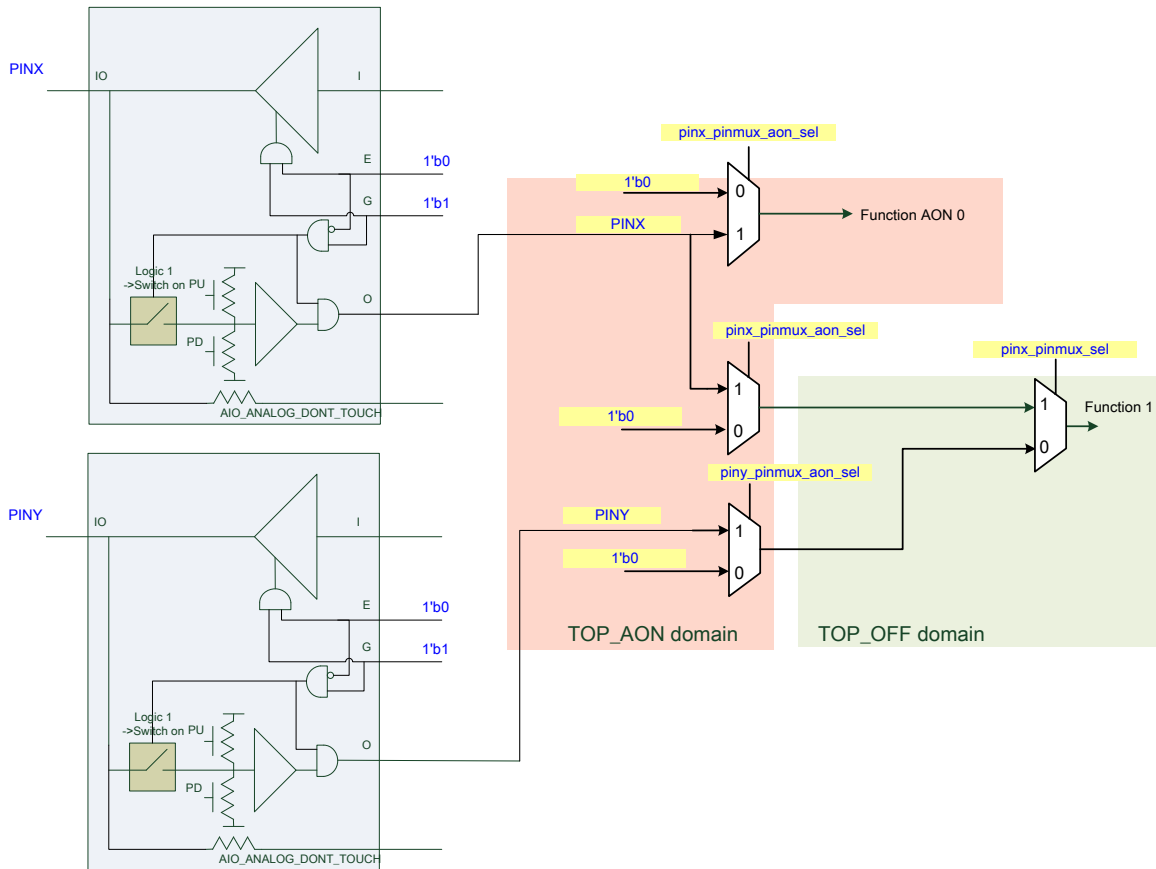 PINX
IO
I
E
1'b0
G
1'b1
Logic 1
->Switch on
PU
PD
O
AIO_ANALOG_DONT_TOUCH
pinx_pinmux_aon_sel
1'b0
0
PINX
1
Function AON 0
pinx_pinmux_aon_sel
1
1'b0
0
pinx_pinmux_sel
1
Function 1
0
PINY
IO
I
E
1'b0
G
1'b1
Logic 1
->Switch on
PU
PD
O
AIO_ANALOG_DONT_TOUCH
piny_pinmux_aon_sel
PINY
1
1'b0
0
TOP_AON domain
TOP_OFF domain